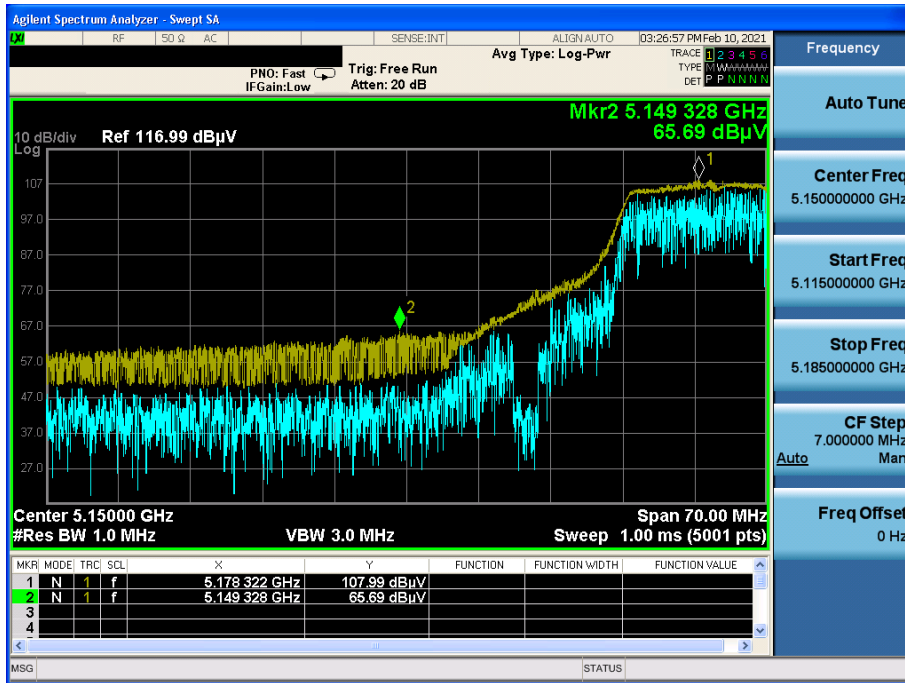 Agilent Spectrum Analyzer - Swept SA
LXI RF 50 Ω AC SENSE:INT ALIGN AUTO 03:26:57 PM Feb 10, 2021
Avg Type: Log-Pwr
TRACE 1 2 3 4 5 6
TYPE M W W W W W
DET P P N N N N
PNO: Fast
IFGain:Low
Trig: Free Run
Atten: 20 dB
Mkr2 5.149 328 GHz
65.69 dBµV
10 dB/div
Log
Ref 116.99 dBµV
1
107
97.0
87.0
77.0
2
67.0
57.0
47.0
37.0
27.0
Center 5.15000 GHz Span 70.00 MHz
#Res BW 1.0 MHz VBW 3.0 MHz Sweep 1.00 ms (5001 pts)
MKR MODE TRC SCL X Y FUNCTION FUNCTION WIDTH FUNCTION VALUE
1 N 1 f 5.178 322 GHz 107.99 dBµV
2 N 1 f 5.149 328 GHz 65.69 dBµV
3
4
MSG STATUS
Frequency
Auto Tune
Center Freq
5.150000000 GHz
Start Freq
5.115000000 GHz
Stop Freq
5.185000000 GHz
CF Step
7.000000 MHz
Auto Man
Freq Offset
0 Hz